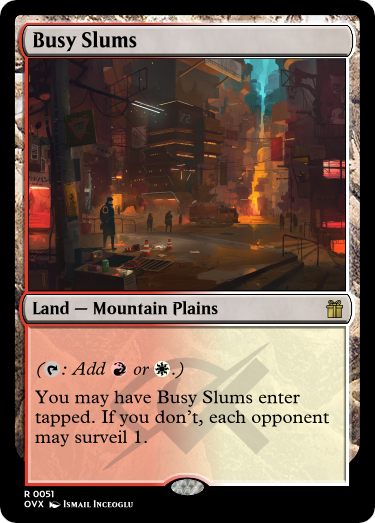 Busy Slums
Land — Mountain Plains
(: Add or .)
You may have Busy Slums enter
tapped. If you don't, each opponent
may surveil 1.
R 0051
OVX Ismail Inceoglu